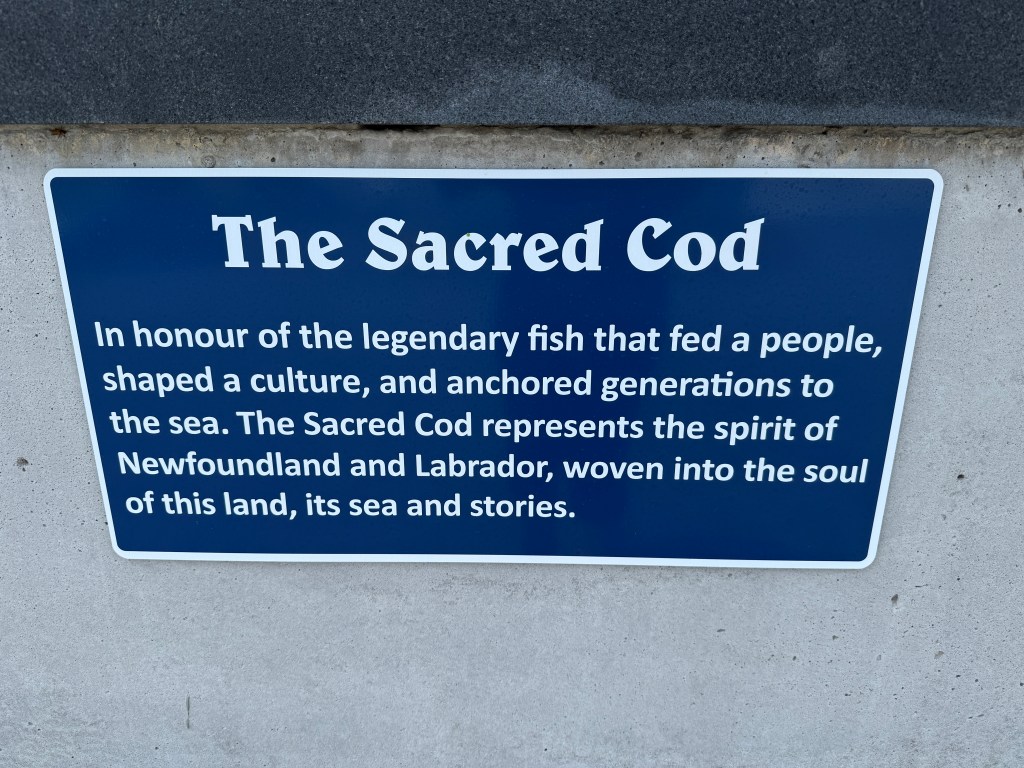 The Sacred Cod
In honour of the legendary fish that fed a people,
shaped a culture, and anchored generations to
the sea. The Sacred Cod represents the spirit of
Newfoundland and Labrador, woven into the soul
of this land, its sea and stories.